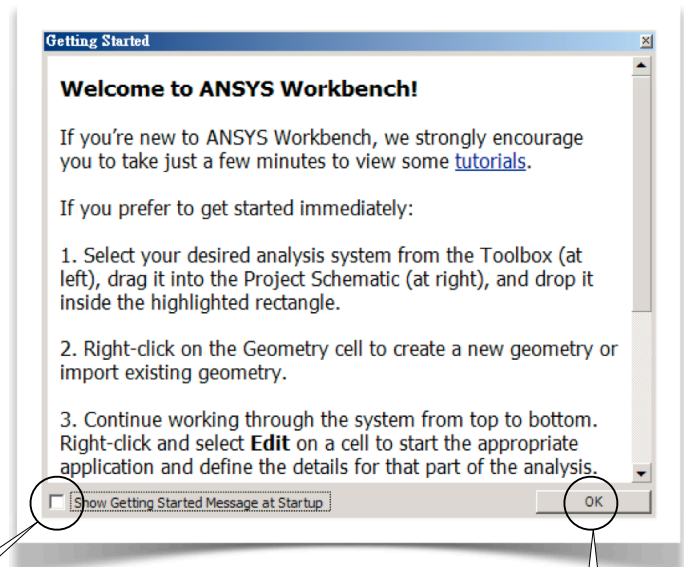 Getting Started
Welcome to ANSYS Workbench!
If you're new to ANSYS Workbench, we strongly encourage
you to take just a few minutes to view some tutorials.
If you prefer to get started immediately:
1. Select your desired analysis system from the Toolbox (at
left), drag it into the Project Schematic (at right), and drop it
inside the highlighted rectangle.
2. Right-click on the Geometry cell to create a new geometry or
import existing geometry.
3. Continue working through the system from top to bottom.
Right-click and select Edit on a cell to start the appropriate
application and define the details for that part of the analysis.
Show Getting Started Message at Startup
OK